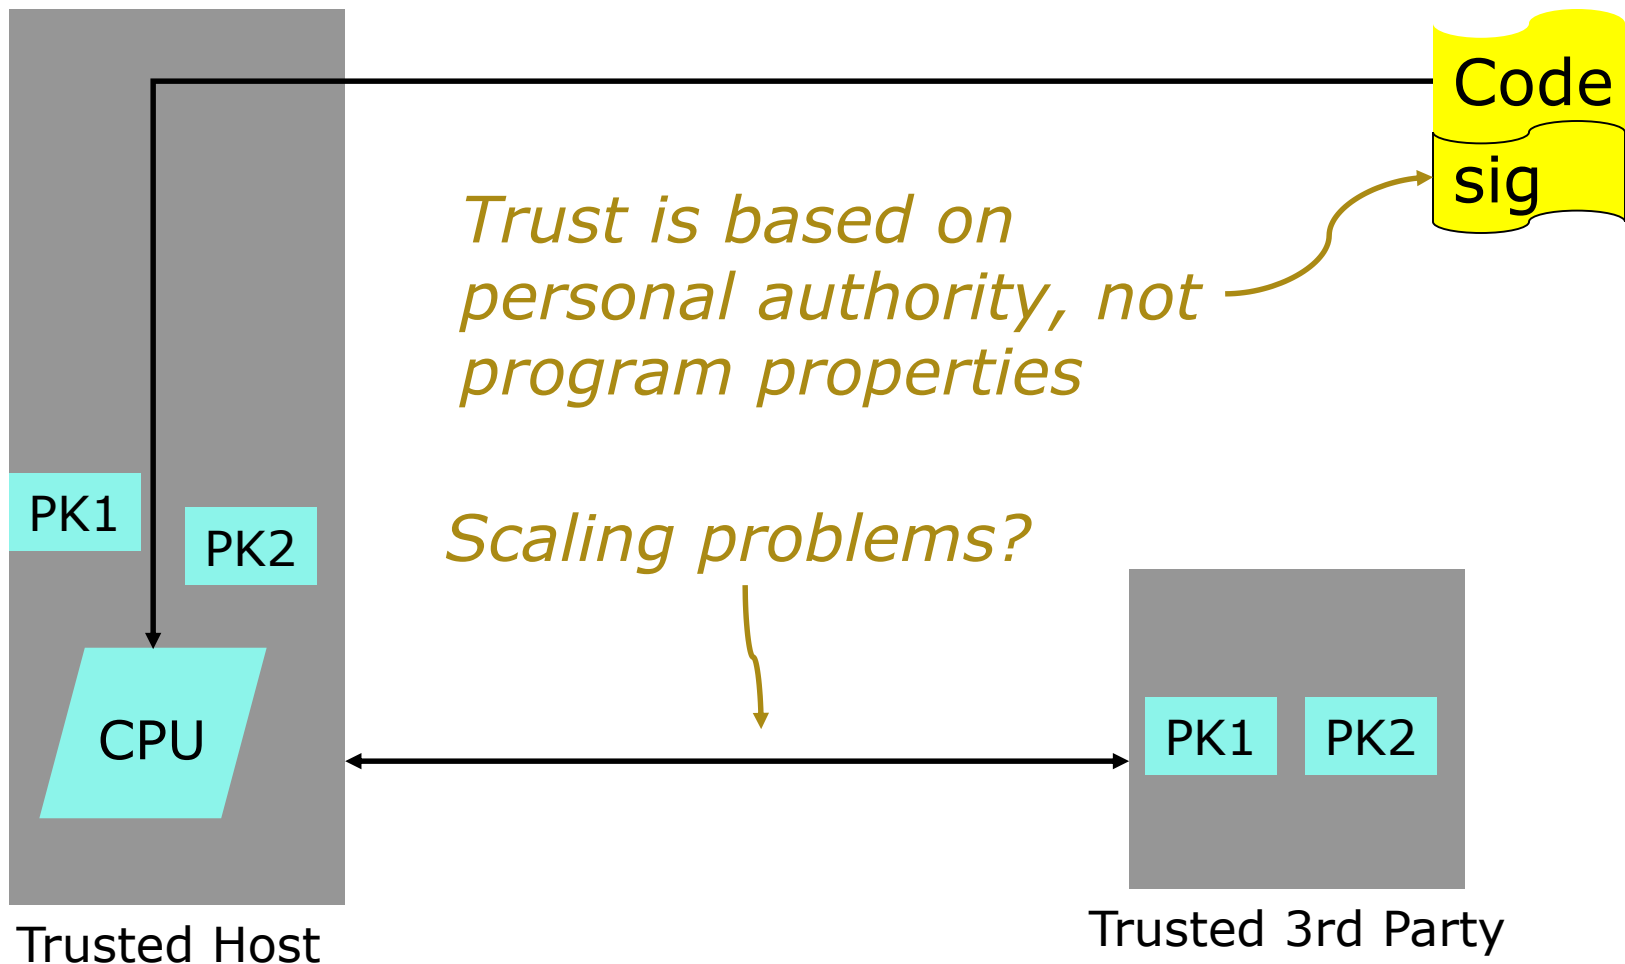 Code
sig
Trust is based on
personal authority, not
program properties
PK1
PK2
Scaling problems?
CPU
PK1
PK2
Trusted Host
Trusted 3rd Party